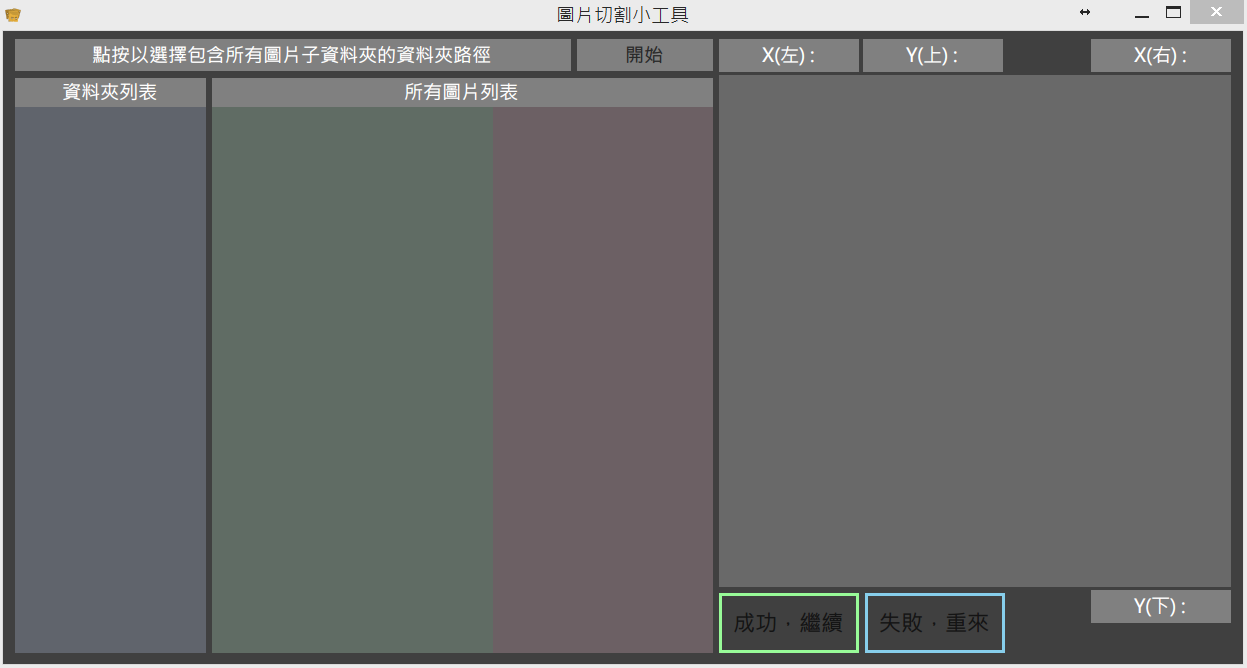 圖片切割小工具
點按以選擇包含所有圖片子資料夾的資料夾路徑
開始
X(左) :
Y(上) :
X(右) :
資料夾列表
所有圖片列表
成功，繼續
失敗，重來
Y(下) :